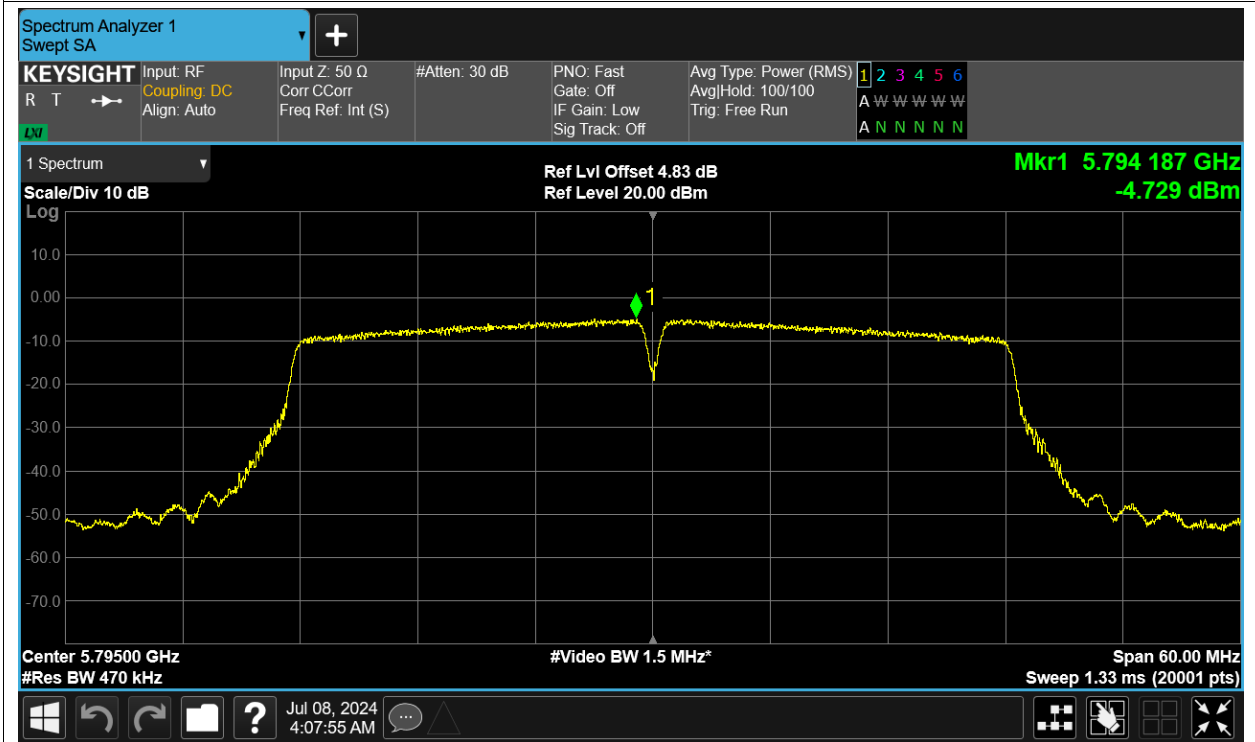 Spectrum Analyzer 1
Swept SA
KEYSIGHT
R T
LXI
Input: RF
Coupling: DC
Align: Auto
Input Z: 50 Ω
Corr CCorr
Freq Ref: Int (S)
#Atten: 30 dB
PNO: Fast
Gate: Off
IF Gain: Low
Sig Track: Off
Avg Type: Power (RMS)
Avg|Hold: 100/100
Trig: Free Run
1 2 3 4 5 6
A W W W W W
A N N N N N
1 Spectrum
Scale/Div 10 dB
Log
Ref Lvl Offset 4.83 dB
Ref Level 20.00 dBm
Mkr1 5.794 187 GHz
-4.729 dBm
10.0
0.00
-10.0
-20.0
-30.0
-40.0
-50.0
-60.0
-70.0
1
Center 5.79500 GHz
#Res BW 470 kHz
#Video BW 1.5 MHz*
Span 60.00 MHz
Sweep 1.33 ms (20001 pts)
?
Jul 08, 2024
4:07:55 AM